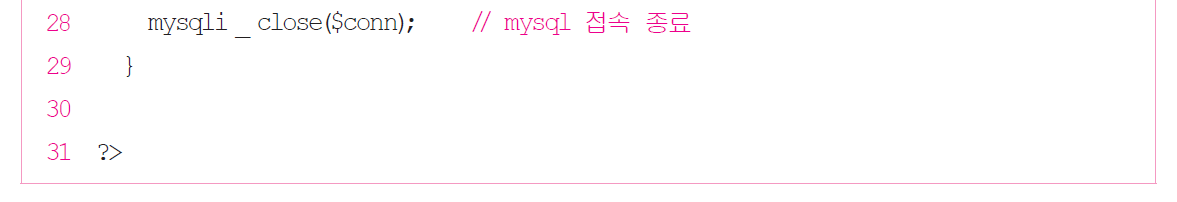 28 mysqli_close($conn); // mysql 접속 종료
29 }
30
31 ?>